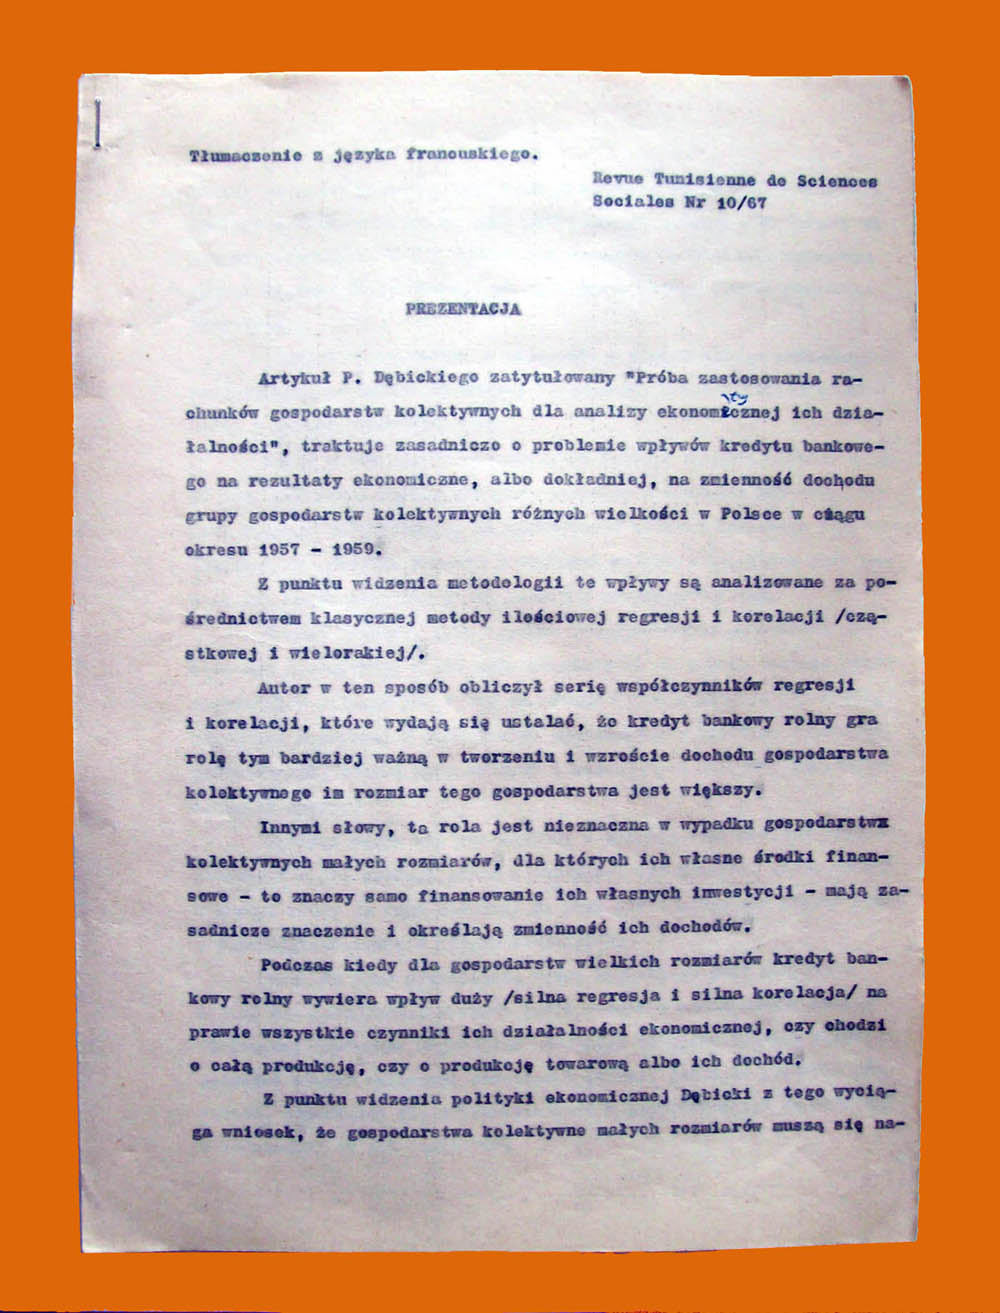 Tłumaczenie z języka francuskiego.
Revue Tunisienne de Sciences
Sociales Nr 10/67
PREZENTACJA
Artykuł P. Dębickiego zatytułowany "Próba zastosowania ra-
chunków gospodarstw kolektywnych dla analizy ekonomicznej ich dzia-
łalności", traktuje zasadniczo o problemie wpływów kredytu bankowe-
go na rezultaty ekonomiczne, albo dokładniej, na zmienność dochodu
grupy gospodarstw kolektywnych różnych wielkości w Polsce w ciągu
okresu 1957 - 1959.
Z punktu widzenia metodologii te wpływy są analizowane za po-
średnictwem klasycznej metody ilościowej regresji i korelacji /czą-
stkowej i wielorakiej/.
Autor w ten sposób obliczył serię współczynników regresji
i korelacji, które wydają się ustalać, że kredyt bankowy rolny gra
rolę tym bardziej ważną w tworzeniu i wzroście dochodu gospodarstwa
kolektywnego im rozmiar tego gospodarstwa jest większy.
Innymi słowy, ta rola jest nieznaczna w wypadku gospodarstw
kolektywnych małych rozmiarów, dla których ich własne środki finan-
sowe - to znaczy samo finansowanie ich własnych inwestycji - mają za-
sadnicze znaczenie i określają zmienność ich dochodów.
Podczas kiedy dla gospodarstw wielkich rozmiarów kredyt ban-
kowy rolny wywiera wpływ duży /silna regresja i silna korelacja/ na
prawie wszystkie czynniki ich działalności ekonomicznej, czy chodzi
o całą produkcję, czy o produkcję towarową albo ich dochód.
Z punktu widzenia polityki ekonomicznej Dębicki z tego wycią-
ga wniosek, że gospodarstwa kolektywne małych rozmiarów muszą się na-